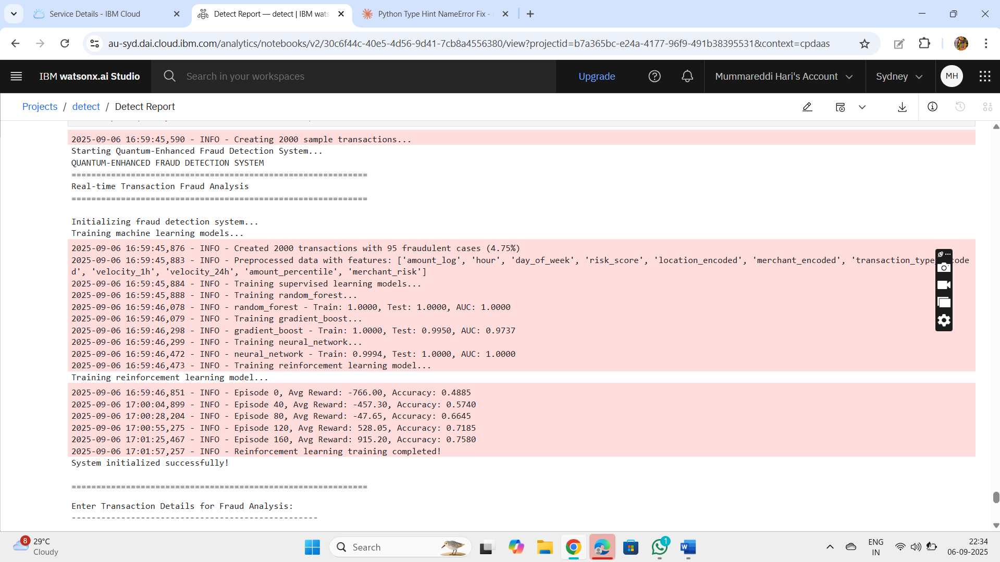 Service Details - IBM Cloud
Detect Report — detect | IBM wats
Python Type Hint NameError Fix -
au-syd.dai.cloud.ibm.com/analytics/notebooks/v2/30c6f44c-40e5-4d56-9d41-7cb8a4556380/view?projectid=b7a365bc-e24a-4177-96f9-491b38395531&context=cpdaas
IBM watsonx.ai Studio
Search in your workspaces
Upgrade
Mummareddi Hari's Account
Sydney
MH
Projects / detect / Detect Report
2025-09-06 16:59:45,590 - INFO - Creating 2000 sample transactions...
Starting Quantum-Enhanced Fraud Detection System...
QUANTUM-ENHANCED FRAUD DETECTION SYSTEM
============================================================
Real-time Transaction Fraud Analysis
============================================================
Initializing fraud detection system...
Training machine learning models...
2025-09-06 16:59:45,876 - INFO - Created 2000 transactions with 95 fraudulent cases (4.75%)
2025-09-06 16:59:45,883 - INFO - Preprocessed data with features: ['amount_log', 'hour', 'day_of_week', 'risk_score', 'location_encoded', 'merchant_encoded', 'transaction_type code
d', 'velocity_1h', 'velocity_24h', 'amount_percentile', 'merchant_risk']
2025-09-06 16:59:45,884 - INFO - Training supervised learning models...
2025-09-06 16:59:45,888 - INFO - Training random_forest...
2025-09-06 16:59:46,078 - INFO - random_forest - Train: 1.0000, Test: 1.0000, AUC: 1.0000
2025-09-06 16:59:46,079 - INFO - Training gradient_boost...
2025-09-06 16:59:46,298 - INFO - gradient_boost - Train: 1.0000, Test: 0.9950, AUC: 0.9737
2025-09-06 16:59:46,299 - INFO - Training neural_network...
2025-09-06 16:59:46,472 - INFO - neural_network - Train: 0.9994, Test: 1.0000, AUC: 1.0000
2025-09-06 16:59:46,473 - INFO - Training reinforcement learning model...
Training reinforcement learning model...
2025-09-06 16:59:46,851 - INFO - Episode 0, Avg Reward: -766.00, Accuracy: 0.4885
2025-09-06 17:00:04,899 - INFO - Episode 40, Avg Reward: -457.30, Accuracy: 0.5740
2025-09-06 17:00:28,204 - INFO - Episode 80, Avg Reward: -47.65, Accuracy: 0.6645
2025-09-06 17:00:55,275 - INFO - Episode 120, Avg Reward: 528.05, Accuracy: 0.7185
2025-09-06 17:01:25,467 - INFO - Episode 160, Avg Reward: 915.20, Accuracy: 0.7580
2025-09-06 17:01:57,257 - INFO - Reinforcement learning training completed!
System initialized successfully!
============================================================
Enter Transaction Details for Fraud Analysis:
--------------------------------------------------
8
29°C
Cloudy
Search
1
ENG
IN
22:34
06-09-2025